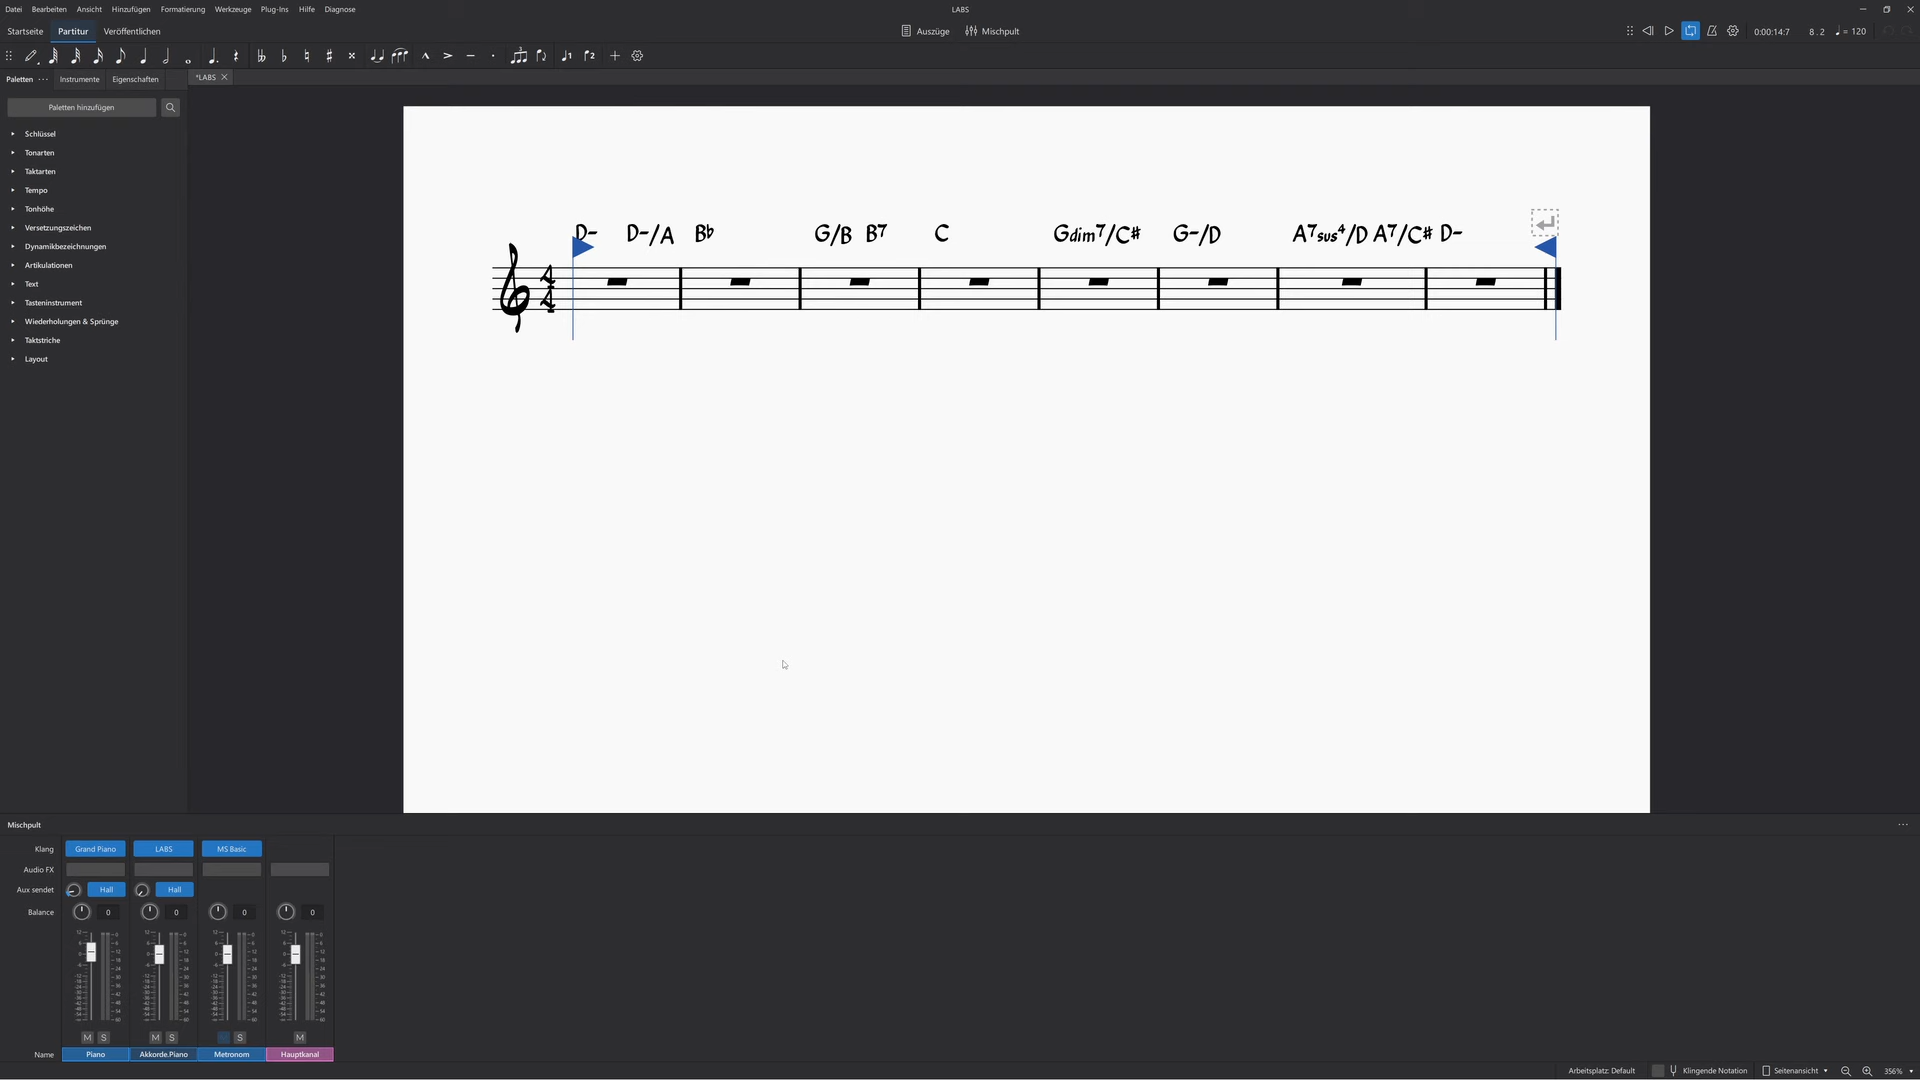 Datei Bearbeiten Ansicht Hinzufügen Formatierung Werkzeuge Plug-Ins Hilfe Diagnose LABS
Startseite Partitur Veröffentlichen Auszüge Mischpult 0:00:14:7 8 . 2 = 120
Paletten Instrumente Eigenschaften *LABS
Paletten hinzufügen
Schlüssel
Tonarten
Taktarten
Tempo
Tonhöhe
Versetzungszeichen
Dynamikbezeichnungen
Artikulationen
Text
Tasteninstrument
Wiederholungen & Sprünge
Taktstriche
Layout
D- D-/A B♭ G/B B7 C Gdim7/C# G-/D A7sus4/D A7/C# D-
Mischpult
Klang Grand Piano LABS MS Basic
Audio FX
Aux sendet Hall Hall
Balance 0 0 0 0
M S M S S M
Name Piano Akkorde.Piano Metronom Hauptkanal
Arbeitsplatz: Default Klingende Notation Seitenansicht 356%